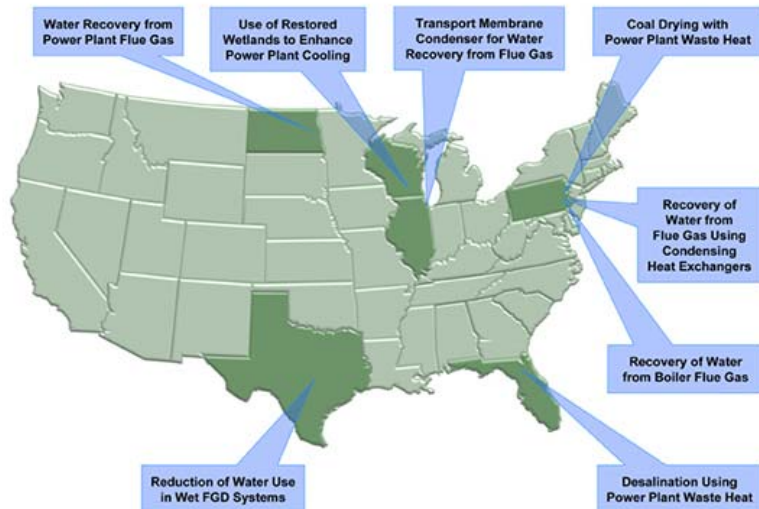 Water Recovery from
Power Plant Flue Gas
Use of Restored
Wetlands to Enhance
Power Plant Cooling
Transport Membrane
Condenser for Water
Recovery from Flue Gas
Coal Drying with
Power Plant Waste Heat
Recovery of
Water from
Flue Gas Using
Condensing
Heat Exchangers
Recovery of Water
from Boiler Flue Gas
Reduction of Water Use
in Wet FGD Systems
Desalination Using
Power Plant Waste Heat